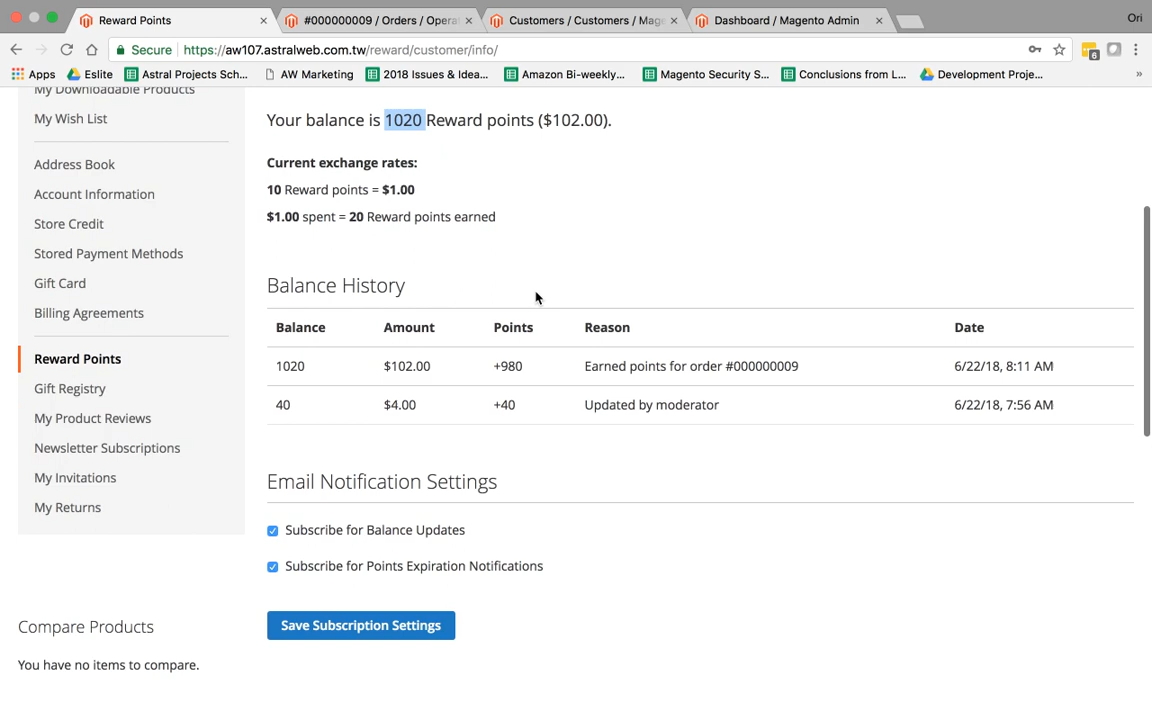 Reward Points
#000000009 / Orders / Opera
Customers / Customers / Mage
Dashboard / Magento Admin
Ori
Secure https://aw107.astralweb.com.tw/reward/customer/info/
6
Apps Eslite Astral Projects Sch... AW Marketing 2018 Issues & Idea... Amazon Bi-weekly... Magento Security S... Conclusions from L... Development Proje... »
My Downloadable Products
My Wish List
Address Book
Account Information
Store Credit
Stored Payment Methods
Gift Card
Billing Agreements
Reward Points
Gift Registry
My Product Reviews
Newsletter Subscriptions
My Invitations
My Returns
Compare Products
You have no items to compare.
Your balance is 1020 Reward points ($102.00).
Current exchange rates:
10 Reward points = $1.00
$1.00 spent = 20 Reward points earned
Balance History
Balance Amount Points Reason Date
1020 $102.00 +980 Earned points for order #000000009 6/22/18, 8:11 AM
40 $4.00 +40 Updated by moderator 6/22/18, 7:56 AM
Email Notification Settings
Subscribe for Balance Updates
Subscribe for Points Expiration Notifications
Save Subscription Settings